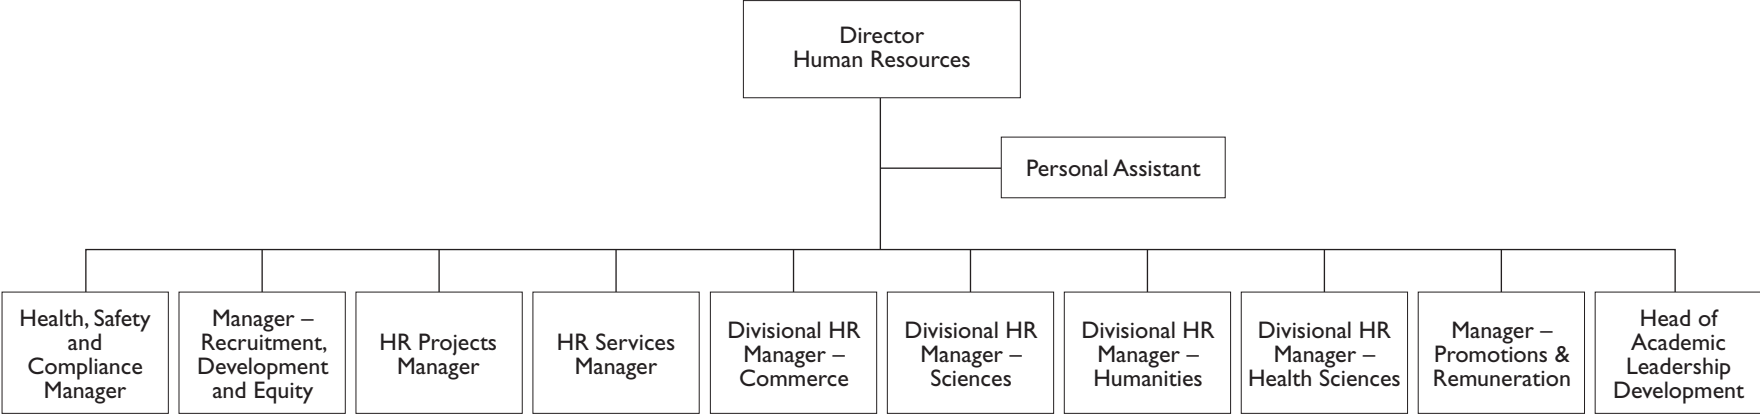 Director
Human Resources
Personal Assistant
Health, Safety
and
Compliance
Manager
Manager –
Recruitment,
Development
and Equity
HR Projects
Manager
HR Services
Manager
Divisional HR
Manager –
Commerce
Divisional HR
Manager –
Sciences
Divisional HR
Manager –
Humanities
Divisional HR
Manager –
Health Sciences
Manager –
Promotions &
Remuneration
Head of
Academic
Leadership
Development